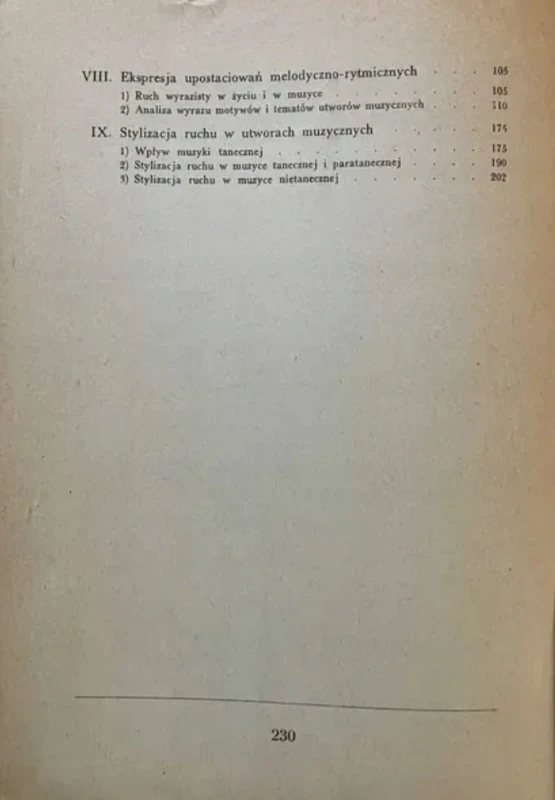 VIII. Ekspresja upostaciowań melodyczno-rytmicznych . . . 105
1) Ruch wyrazisty w życiu i w muzyce . . . . . . . 105
2) Analiza wyrazu motywów i tematów utworów muzycznych . . . 110
IX. Stylizacja ruchu w utworach muzycznych . . . . . 175
1) Wpływ muzyki tanecznej . . . . . . . . . . . 175
2) Stylizacja ruchu w muzyce tanecznej i paratanecznej . . . . 190
3) Stylizacja ruchu w muzyce nietanecznej . . . . . . . 202
230